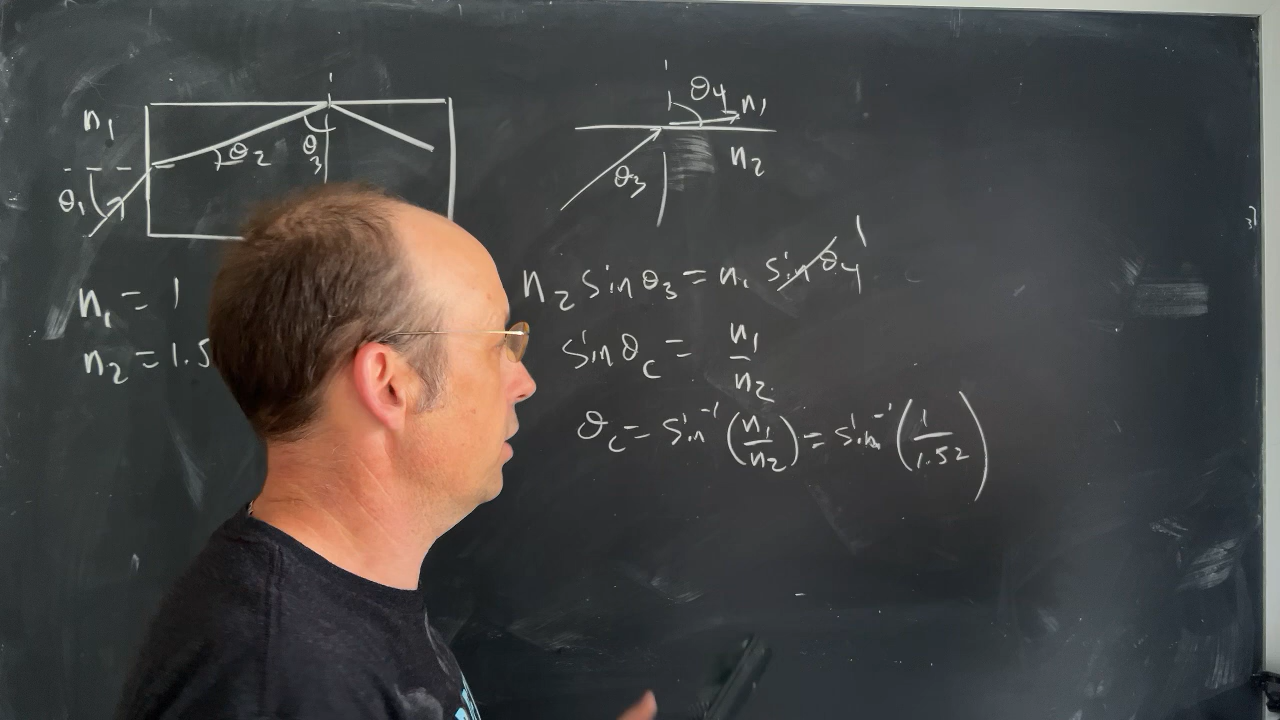 n₁
θ₂
θ₃
θ₁
n₁ = 1
n₂ = 1.5
θ₄
n₁
n₂
θ₃
n₂ sin θ₃ = n₁ sin θ₄ 1
sin θc = n₁/n₂
θc = sin⁻¹(n₁/n₂) = sin⁻¹(1/1.52)